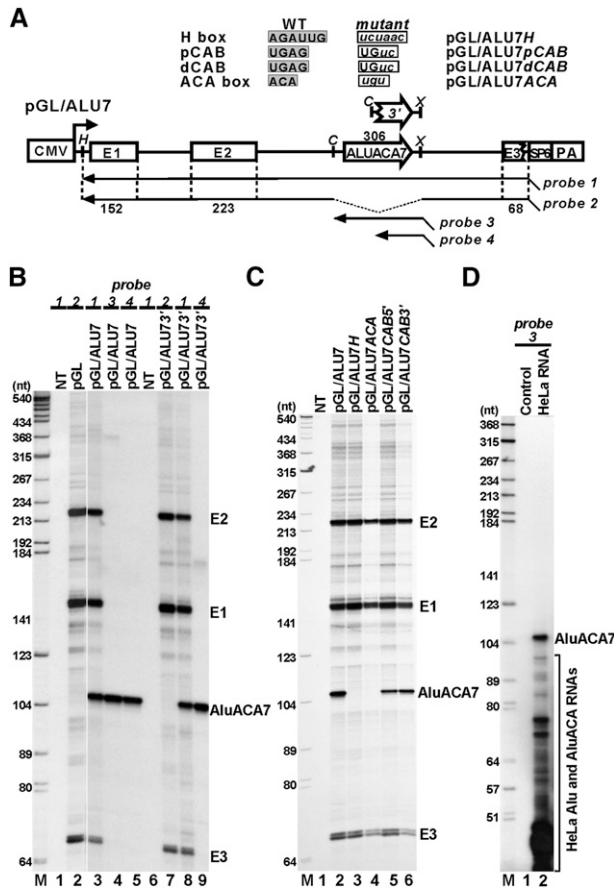 A
WT mutant
H box AGAUUG ucuaac pGL/ALU7H
pCAB UGAG UGuc pGL/ALU7pCAB
dCAB UGAG UGuc pGL/ALU7dCAB
ACA box ACA ugu pGL/ALU7ACA
pGL/ALU7
C 3' X
CMV H E1 E2 C 306 ALUACA7 X E3 SP6 PA
probe 1
probe 2
152 223 68
probe 3
probe 4
B
probe
1 2 1 3 4 1 2 1 4
NT pGL pGL/ALU7 pGL/ALU7 pGL/ALU7 NT pGL/ALU73' pGL/ALU73' pGL/ALU73'
(nt)
540
434
368
315
267
234
213
192
184
141
123
104
89
80
64
E2
E1
AluACA7
E3
M 1 2 3 4 5 6 7 8 9
C
NT pGL/ALU7 pGL/ALU7H pGL/ALU7ACA pGL/ALU7CAB5' pGL/ALU7CAB3'
(nt)
540
434
368
315
267
234
213
192
184
141
123
104
89
80
64
E2
E1
AluACA7
E3
M 1 2 3 4 5 6
D
probe
3
Control HeLa RNA
(nt)
368
315
267
234
213
192
184
141
123
104
89
80
64
57
51
AluACA7
HeLa Alu and AluACA RNAs
M 1 2